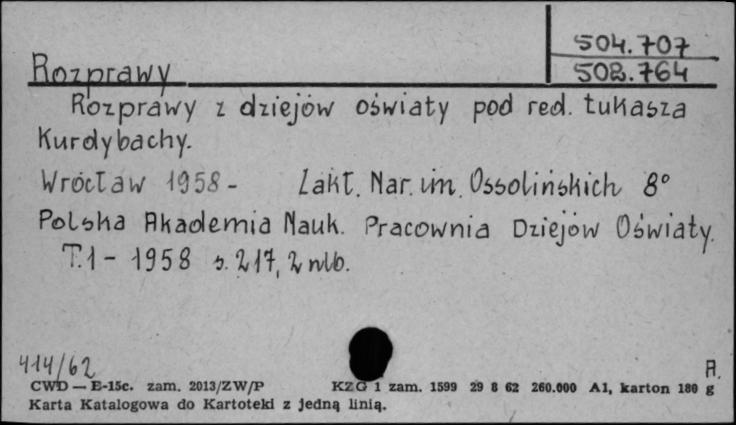 504.707
Rozprawy
508.764
Rozprawy z dziejów oświaty pod red. Łukasza
Kurdybachy.
Wrocław 1958 - Zakł. Nar. im. Ossolińskich 8°
Polska Akademia Nauk. Pracownia Dziejów Oświaty.
T.1 - 1958 s. 217, 2 nlb.
414/62
A.
CWD — E-15c. zam. 2013/ZW/P KZG 1 zam. 1599 29 8 62 260.000 A1, karton 180 g
Karta Katalogowa do Kartoteki z jedną linią.